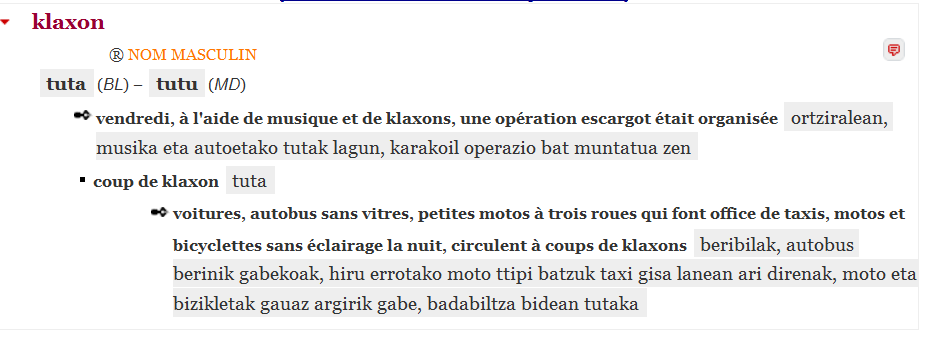 klaxon
® NOM MASCULIN
tuta (BL) – tutu (MD)
vendredi, à l'aide de musique et de klaxons, une opération escargot était organisée ortziralean,
musika eta autoetako tutak lagun, karakoil operazio bat muntatua zen
coup de klaxon tuta
voitures, autobus sans vitres, petites motos à trois roues qui font office de taxis, motos et
bicyclettes sans éclairage la nuit, circulent à coups de klaxons beribilak, autobus
berinik gabekoak, hiru errotako moto ttipi batzuk taxi gisa lanean ari direnak, moto eta
bizikletak gauaz argirik gabe, badabiltza bidean tutaka